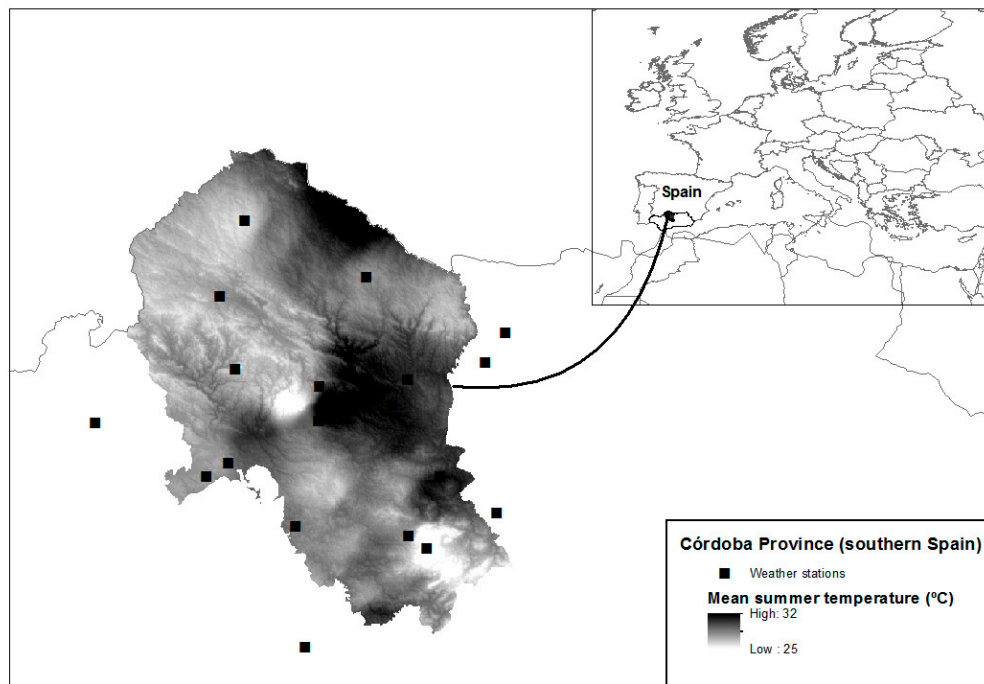 Spain
Córdoba Province (southern Spain)
Weather stations
Mean summer temperature (ºC)
High: 32
Low : 25